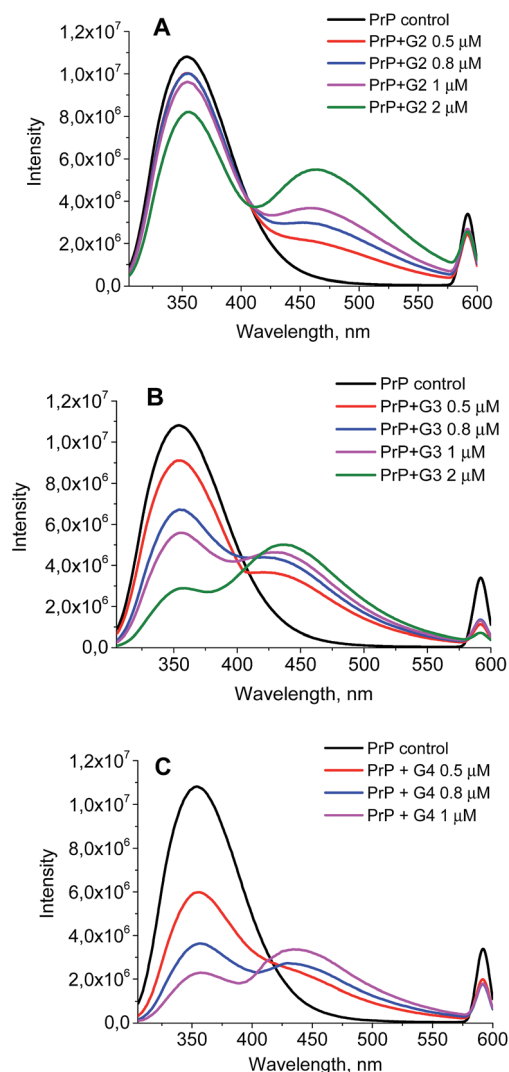 A
PrP control
PrP+G2 0.5 μM
PrP+G2 0.8 μM
PrP+G2 1 μM
PrP+G2 2 μM
1,2x10⁷
1,0x10⁷
8,0x10⁶
6,0x10⁶
4,0x10⁶
2,0x10⁶
0,0
Intensity
350 400 450 500 550 600
Wavelength, nm
B
PrP control
PrP+G3 0.5 μM
PrP+G3 0.8 μM
PrP+G3 1 μM
PrP+G3 2 μM
1,2x10⁷
1,0x10⁷
8,0x10⁶
6,0x10⁶
4,0x10⁶
2,0x10⁶
0,0
Intensity
350 400 450 500 550 600
Wavelength, nm
C
PrP control
PrP + G4 0.5 μM
PrP + G4 0.8 μM
PrP + G4 1 μM
1,2x10⁷
1,0x10⁷
8,0x10⁶
6,0x10⁶
4,0x10⁶
2,0x10⁶
0,0
Intensity
350 400 450 500 550 600
Wavelength, nm